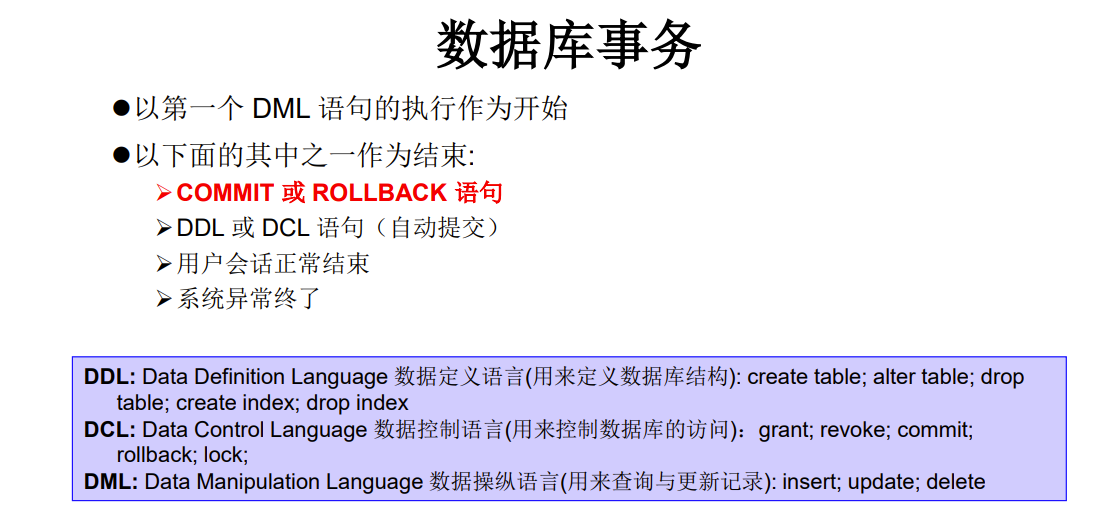 数据库事务
●以第一个 DML 语句的执行作为开始
●以下面的其中之一作为结束:
➢COMMIT 或 ROLLBACK 语句
➢DDL 或 DCL 语句（自动提交）
➢用户会话正常结束
➢系统异常终了
DDL: Data Definition Language 数据定义语言(用来定义数据库结构): create table; alter table; drop
table; create index; drop index
DCL: Data Control Language 数据控制语言(用来控制数据库的访问)：grant; revoke; commit;
rollback; lock;
DML: Data Manipulation Language 数据操纵语言(用来查询与更新记录): insert; update; delete